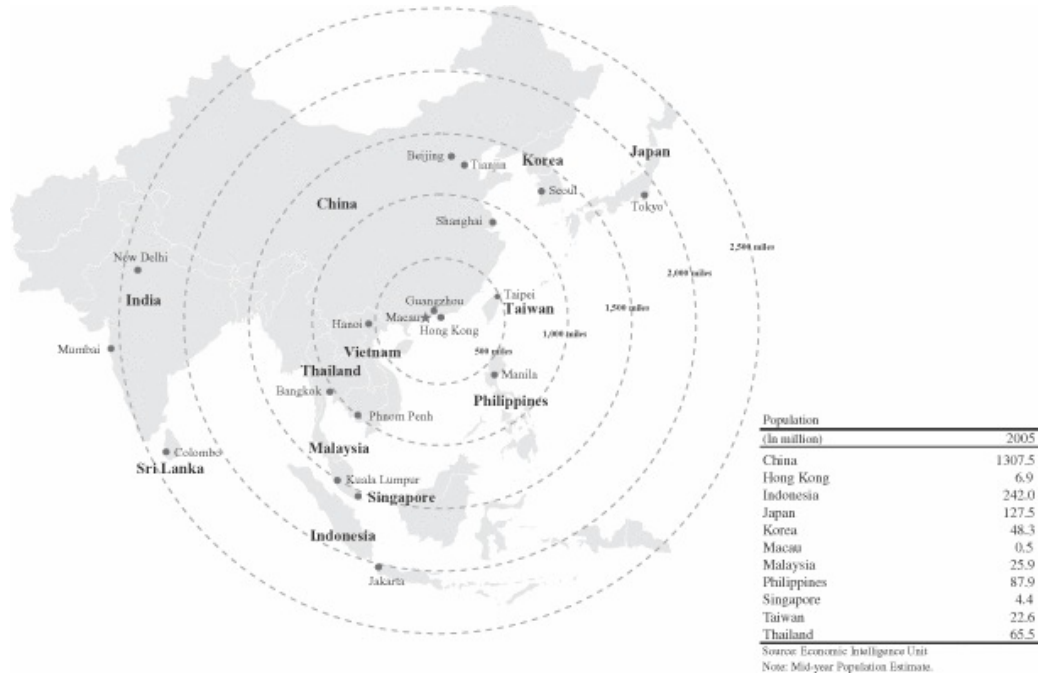 Beijing
Tianjin
Korea
Japan
Seoul
China
Tokyo
Shanghai
2,500 miles
New Delhi
2,000 miles
India
Taipei
Guangzhou
Taiwan
1,500 miles
Macau
Hong Kong
Hanoi
1,000 miles
Mumbai
Vietnam
500 miles
Thailand
Manila
Bangkok
Philippines
Phnom Penh
Malaysia
Colombo
Sri Lanka
Kuala Lumpur
Singapore
Indonesia
Jakarta
Population
(In million) 2005
China 1307.5
Hong Kong 6.9
Indonesia 242.0
Japan 127.5
Korea 48.3
Macau 0.5
Malaysia 25.9
Philippines 87.9
Singapore 4.4
Taiwan 22.6
Thailand 65.5
Source: Economic Intelligence Unit
Note: Mid-year Population Estimate.